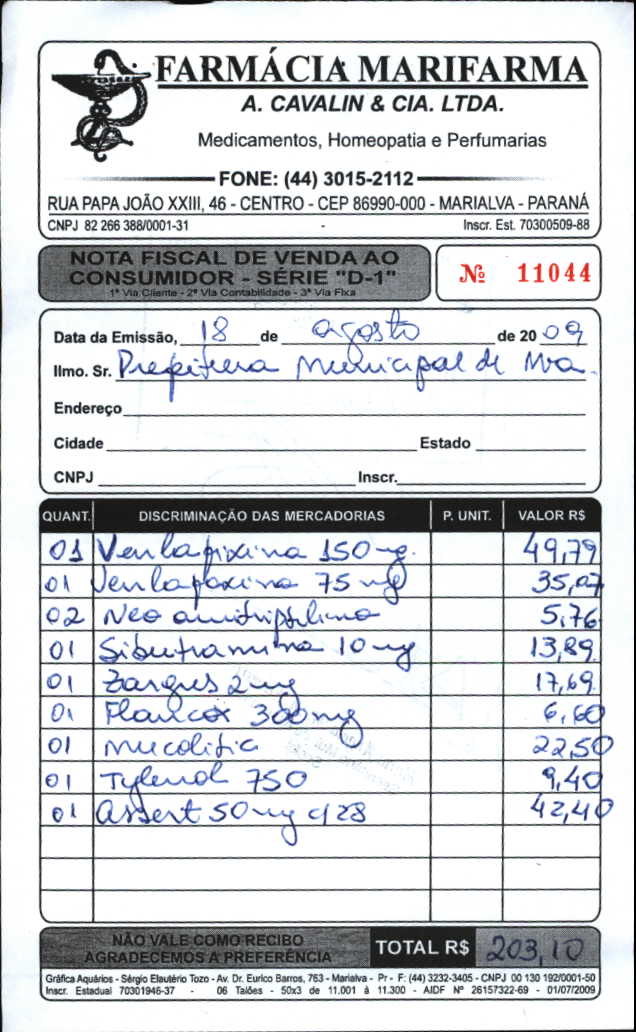 FARMÁCIA MARIFARMA
A. CAVALIN & CIA. LTDA.
Medicamentos, Homeopatia e Perfumarias
FONE: (44) 3015-2112
RUA PAPA JOÃO XXIII, 46 - CENTRO - CEP 86990-000 - MARIALVA - PARANÁ
CNPJ 82 266 388/0001-31 - Inscr. Est. 70300509-88
NOTA FISCAL DE VENDA AO
CONSUMIDOR - SÉRIE "D-1"
1ª Via Cliente - 2ª Via Contabilidade - 3ª Via Fixa
Nº 11044
Data da Emissão, 18 de agosto de 20 09
Ilmo. Sr. Prefeitura Municipal de Mva.
Endereço
Cidade Estado
CNPJ Inscr.
QUANT. DISCRIMINAÇÃO DAS MERCADORIAS P. UNIT. VALOR R$
01 Venlafixina 150mg. 49,79
01 Venlafaxina 75 mg 35,07
02 Neo amitriptilina 5,76
01 Sibutramina 10mg 13,89
01 2mg 17,69
01 Flancox 300mg 6,60
01 Mucolitic 22,50
01 Tylenol 750 9,40
01 Assert 50mg c/28 42,40
NÃO VALE COMO RECIBO
AGRADECEMOS A PREFERÊNCIA
TOTAL R$ 203,10
Gráfica Aquários - Sérgio Elautério Tozo - Av. Dr. Eurico Barros, 763 - Marialva - Pr - F: (44) 3232-3405 - CNPJ 00 130 192/0001-50
Inscr. Estadual 70301946-37 - 06 Talões - 50x3 de 11.001 à 11.300 - AIDF Nº 26157322-69 - 01/07/2009